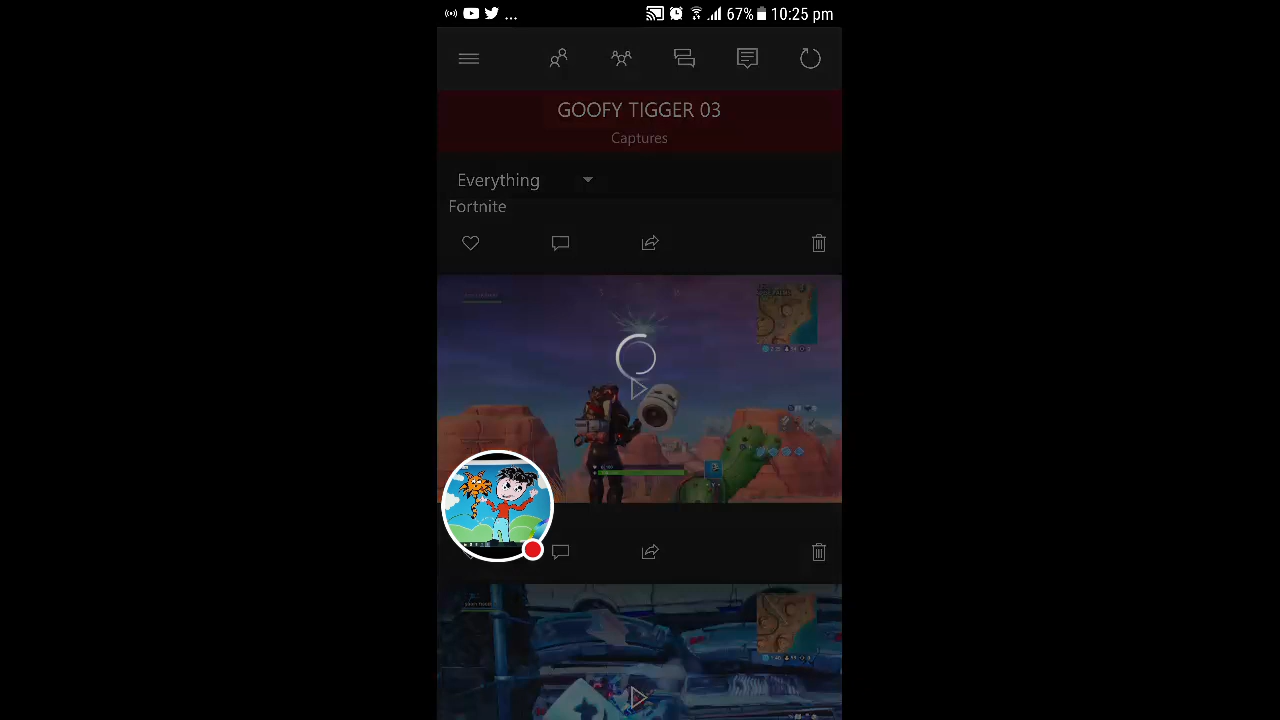 ... 67% 10:25 pm
GOOFY TIGGER 03
Captures
Everything
Fortnite